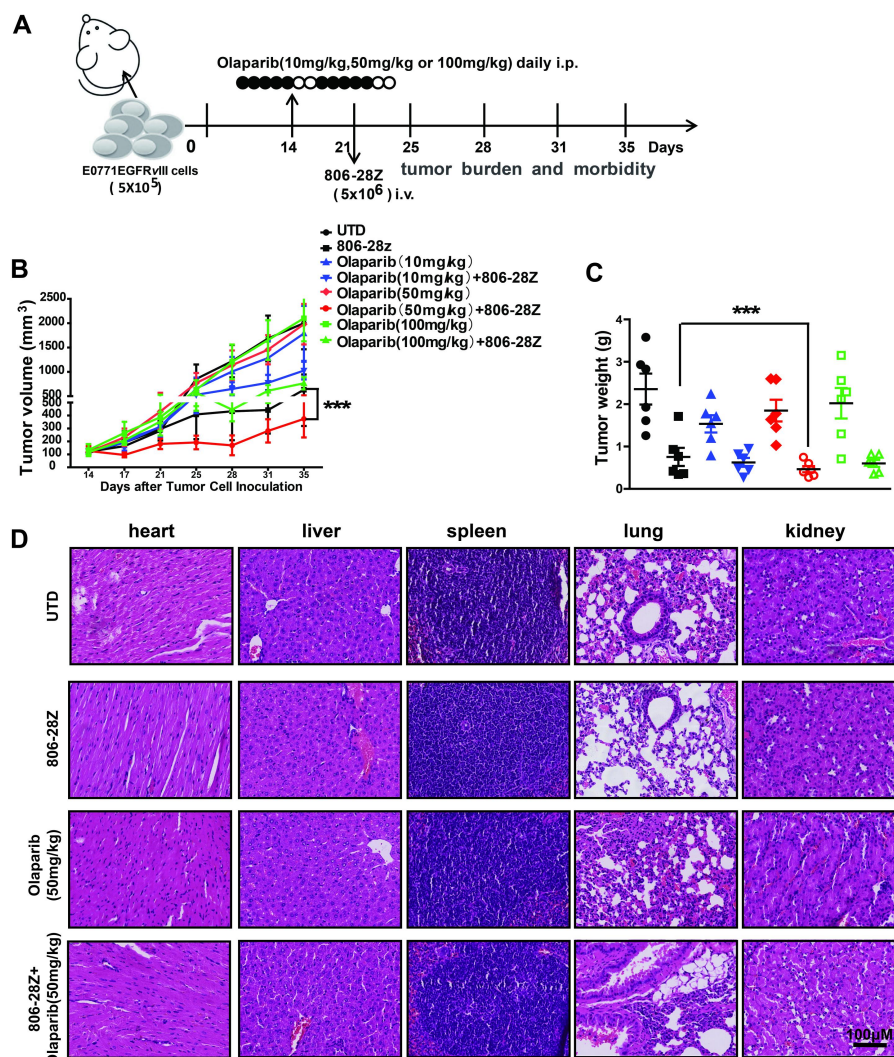 A
Olaparib(10mg/kg,50mg/kg or 100mg/kg) daily i.p.
0 14 21 25 28 31 35 Days
E0771EGFRvIII cells
( 5X10 5)
806-28Z
(5x10 6 ) i.v.
tumor burden and morbidity
B
UTD
806-28z
Olaparib(10mg/kg)
Olaparib(10mg/kg)+806-28Z
Olaparib(50mg/kg)
Olaparib(50mg/kg)+806-28Z
Olaparib(100mg/kg)
Olaparib(100mg/kg)+806-28Z
Tumor volume (mm 3)
2500
2000
1500
1000
500
500
400
300
200
100
0
14 17 21 25 28 31 35
Days after Tumor Cell Inoculation
***
C
Tumor weight (g)
4
3
2
1
0
***
D
heart liver spleen lung kidney
UTD
806-28Z
Olaparib
(50mg/kg)
806-28Z+
Olaparib(50mg/kg)
100μM